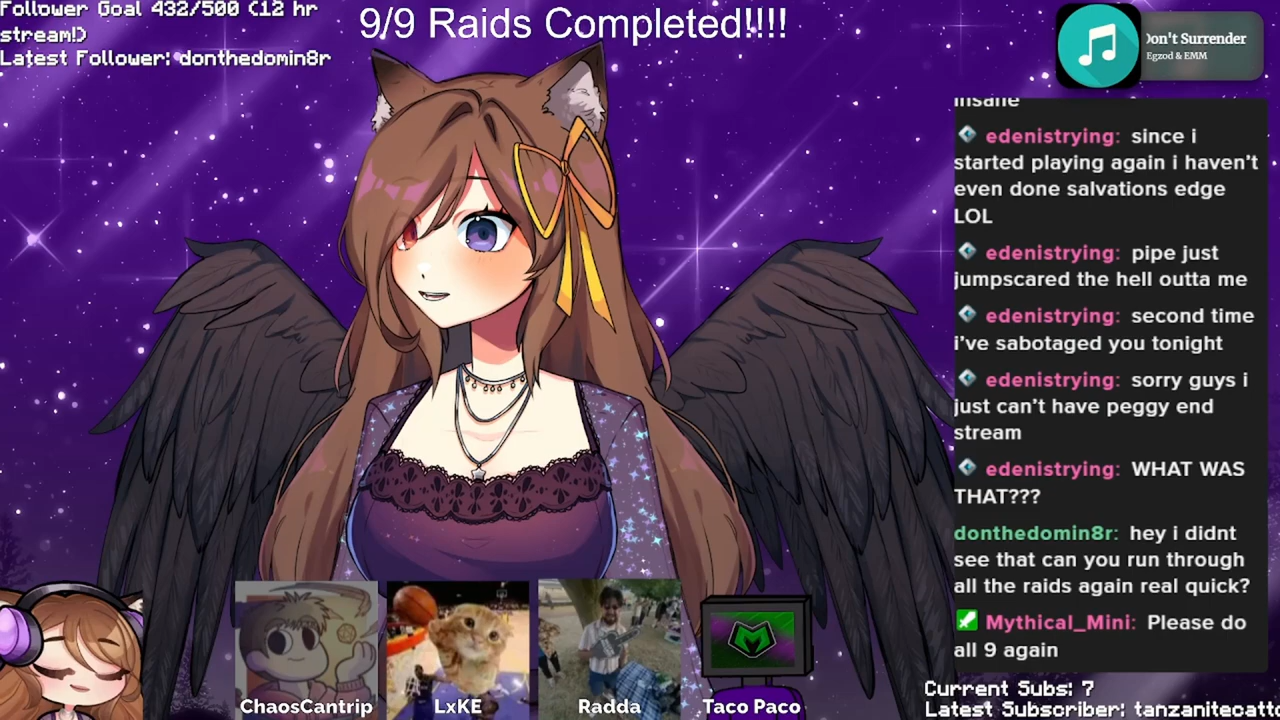 Follower Goal 432/500 (12 hr
stream!)
Latest Follower: donthedomin8r
9/9 Raids Completed!!!!
Don't Surrender
Egzod & EMM
insane
edenistrying: since i
started playing again i haven't
even done salvations edge
LOL
edenistrying: pipe just
jumpscared the hell outta me
edenistrying: second time
i've sabotaged you tonight
edenistrying: sorry guys i
just can't have peggy end
stream
edenistrying: WHAT WAS
THAT???
donthedomin8r: hey i didnt
see that can you run through
all the raids again real quick?
Mythical_Mini: Please do
all 9 again
Current Subs: 7
Latest Subscriber: tanzanitecatto
ChaosCantrip
LxKE
Radda
Taco Paco